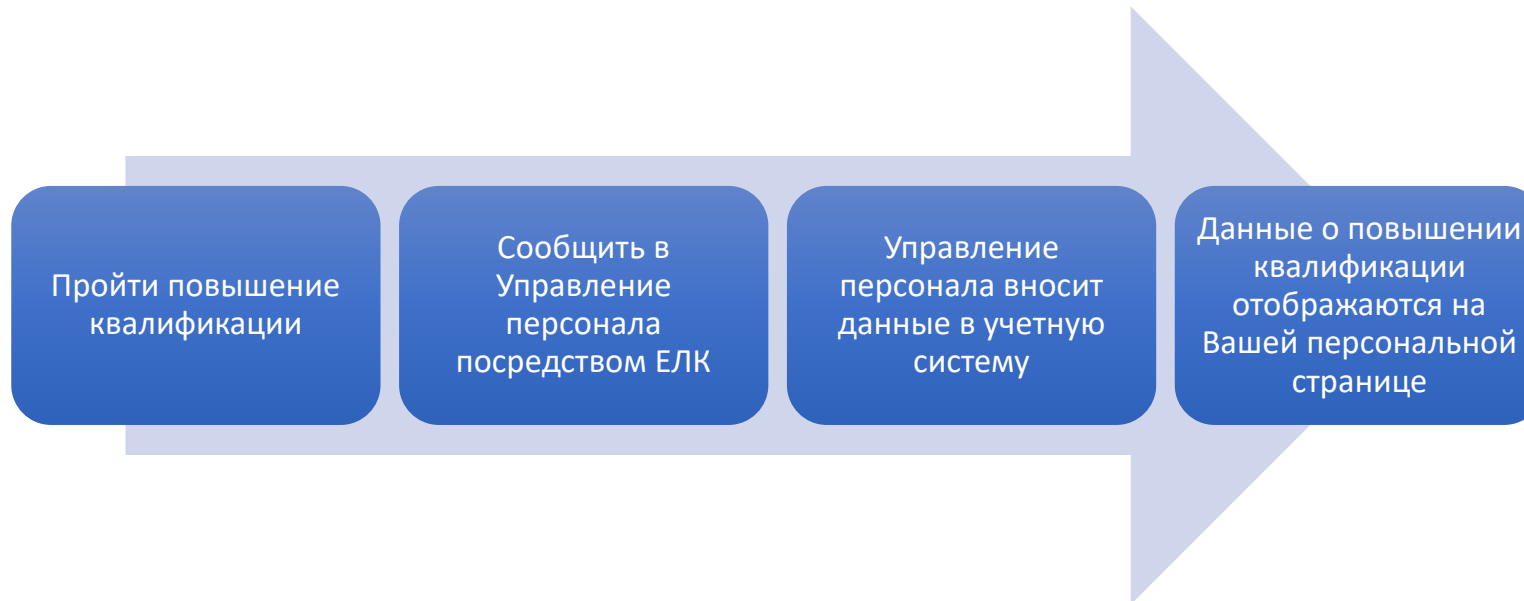 Пройти повышение
квалификации
Сообщить в
Управление
персонала
посредством ЕЛК
Управление
персонала вносит
данные в учетную
систему
Данные о повышении
квалификации
отображаются на
Вашей персональной
странице